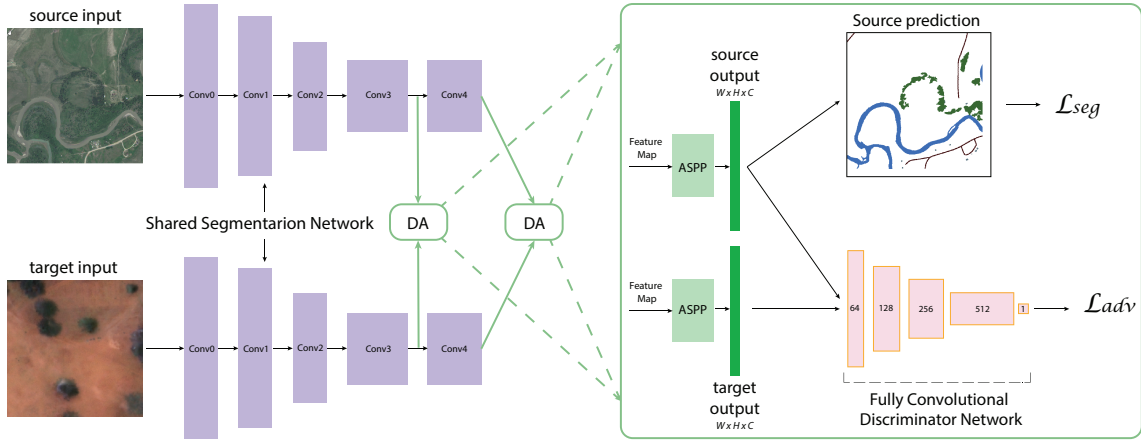 source input
Conv0
Conv1
Conv2
Conv3
Conv4
Shared Segmentarion Network
DA
DA
target input
Conv0
Conv1
Conv2
Conv3
Conv4
source
output
W x H x C
Feature
Map
ASPP
Source prediction
Lseg
Feature
Map
ASPP
target
output
W x H x C
64
128
256
512
1
Ladv
Fully Convolutional
Discriminator Network